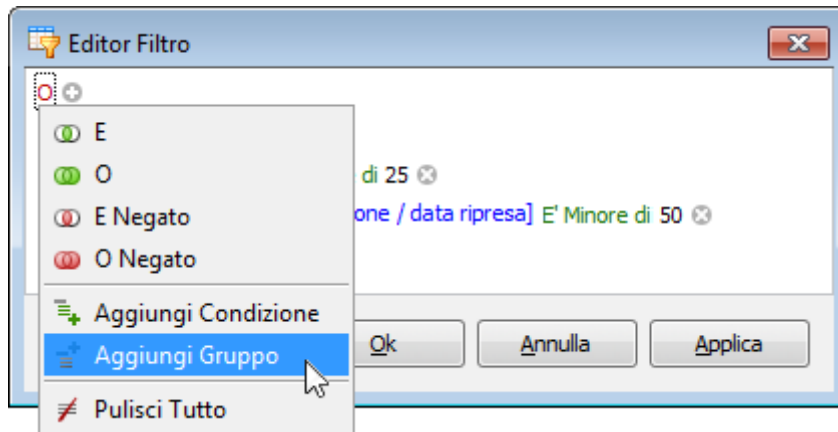 Editor Filtro
O
E
O
di 25
E Negato
one / data ripresa] E' Minore di 50
O Negato
Aggiungi Condizione
Aggiungi Gruppo
Ok
Annulla
Applica
Pulisci Tutto